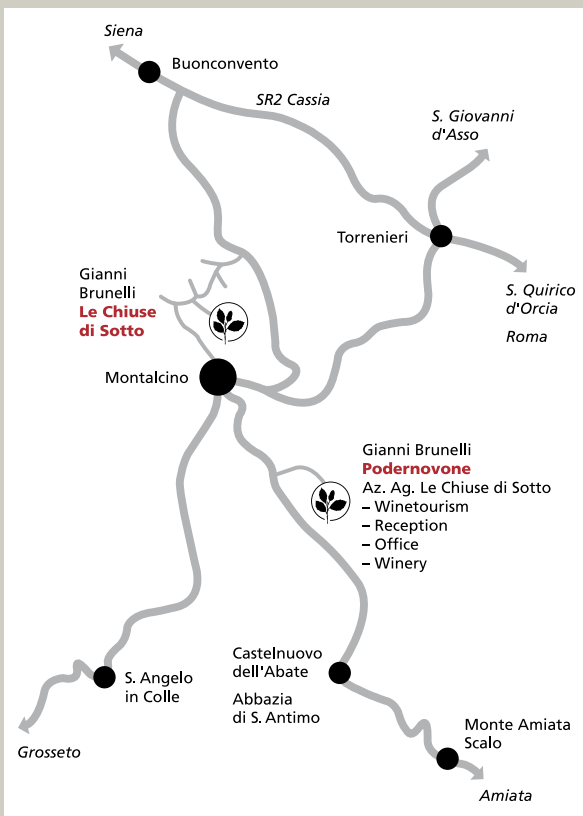 Siena
Buonconvento
SR2 Cassia
S. Giovanni
d'Asso
Torrenieri
S. Quirico
d'Orcia
Roma
Gianni
Brunelli
Le Chiuse
di Sotto
Montalcino
Gianni Brunelli
Podernovone
Az. Ag. Le Chiuse di Sotto
– Winetourism
– Reception
– Office
– Winery
Castelnuovo
dell'Abate
Abbazia
di S. Antimo
S. Angelo
in Colle
Monte Amiata
Scalo
Grosseto
Amiata